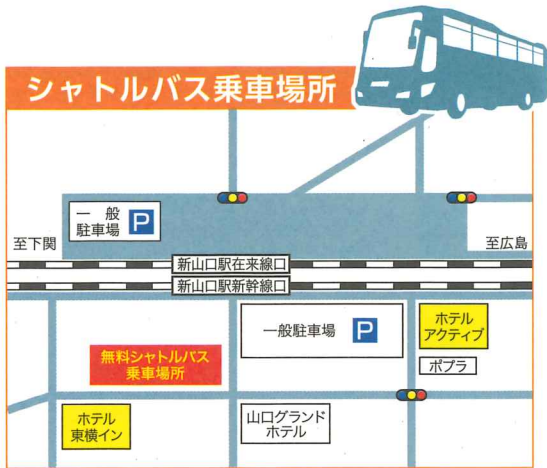 シャトルバス乗車場所
一般
駐車場
P
至下関
至広島
新山口駅在来線口
新山口駅新幹線口
一般駐車場
P
ホテル
アクティブ
ポプラ
無料シャトルバス
乗車場所
ホテル
東横イン
山口グランド
ホテル